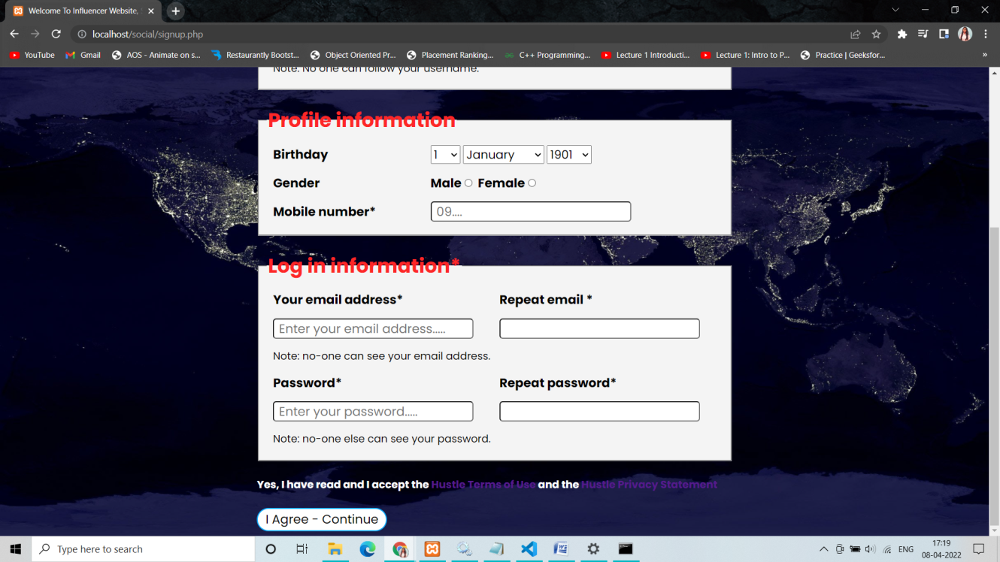 Welcome To Influencer Website,
localhost/social/signup.php
YouTube Gmail AOS - Animate on s... Restaurantly Bootst... Object Oriented Pr... Placement Ranking... C++ Programming,... Lecture 1 Introducti... Lecture 1: Intro to P... Practice | Geeksfor... »
Note: No one can follow your username.
Profile information
Birthday 1 January 1901
Gender Male Female
Mobile number* 09....
Log in information*
Your email address* Repeat email *
Enter your email address.....
Note: no-one can see your email address.
Password* Repeat password*
Enter your password.....
Note: no-one else can see your password.
Yes, I have read and I accept the Hustle Terms of Use and the Hustle Privacy Statement
I Agree - Continue
Type here to search
ENG
17:19
08-04-2022